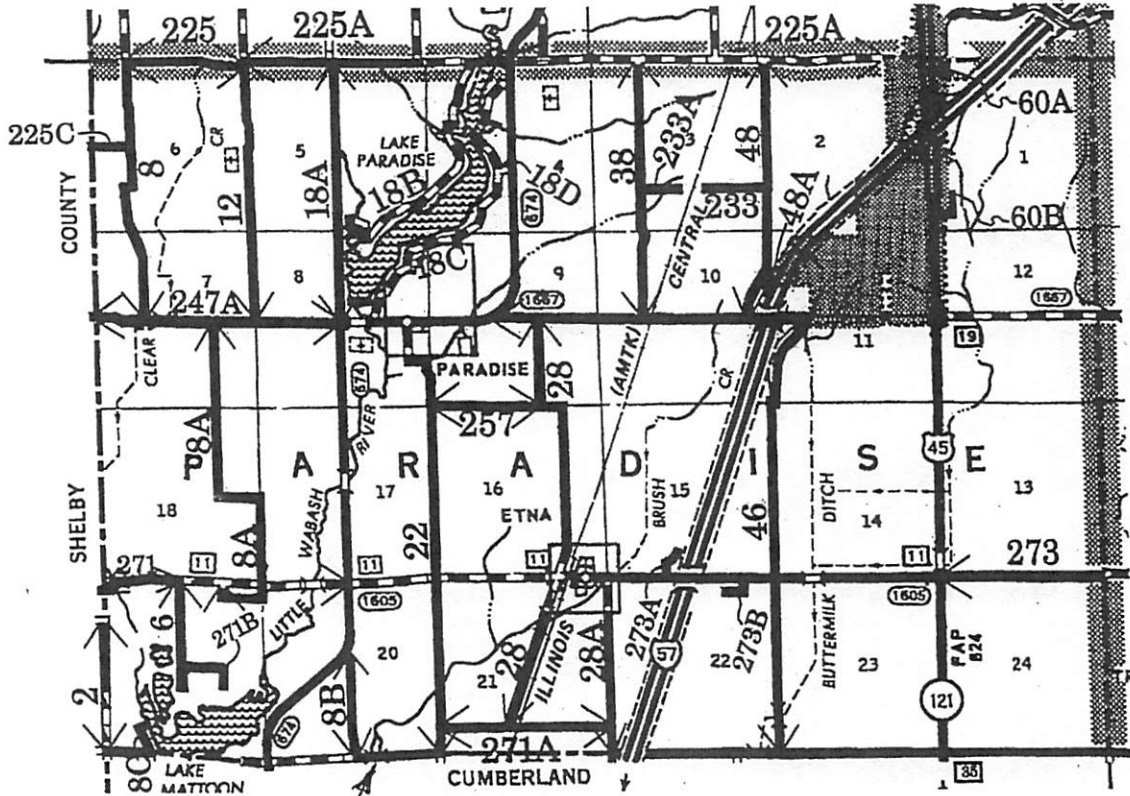 225
225A
225A
60A
225C
COUNTY
8
6
CR
12
5
18A
LAKE
PARADISE
18B
4
18D
674
38
3
233A
48
2
1
233
48A
60B
CENTRAL
7
8
18C
9
10
12
247A
1667
1667
CLEAR
674
PARADISE
28
(AMTK)
CR
11
19
257
RIVER
45
P A R A D I S E
8A
18
17
16
15
14
13
ETNA
BRUSH
46
DITCH
SHELBY
8A
WABASH
22
271
11
11
11
11
273
1605
1605
6
271B
LITTLE
20
28
ILLINOIS
28A
273A
57
22
273B
BUTTERMILK
23
FAP
824
24
2
21
674
8B
121
271A
8C
LAKE
MATTOON
CUMBERLAND
35